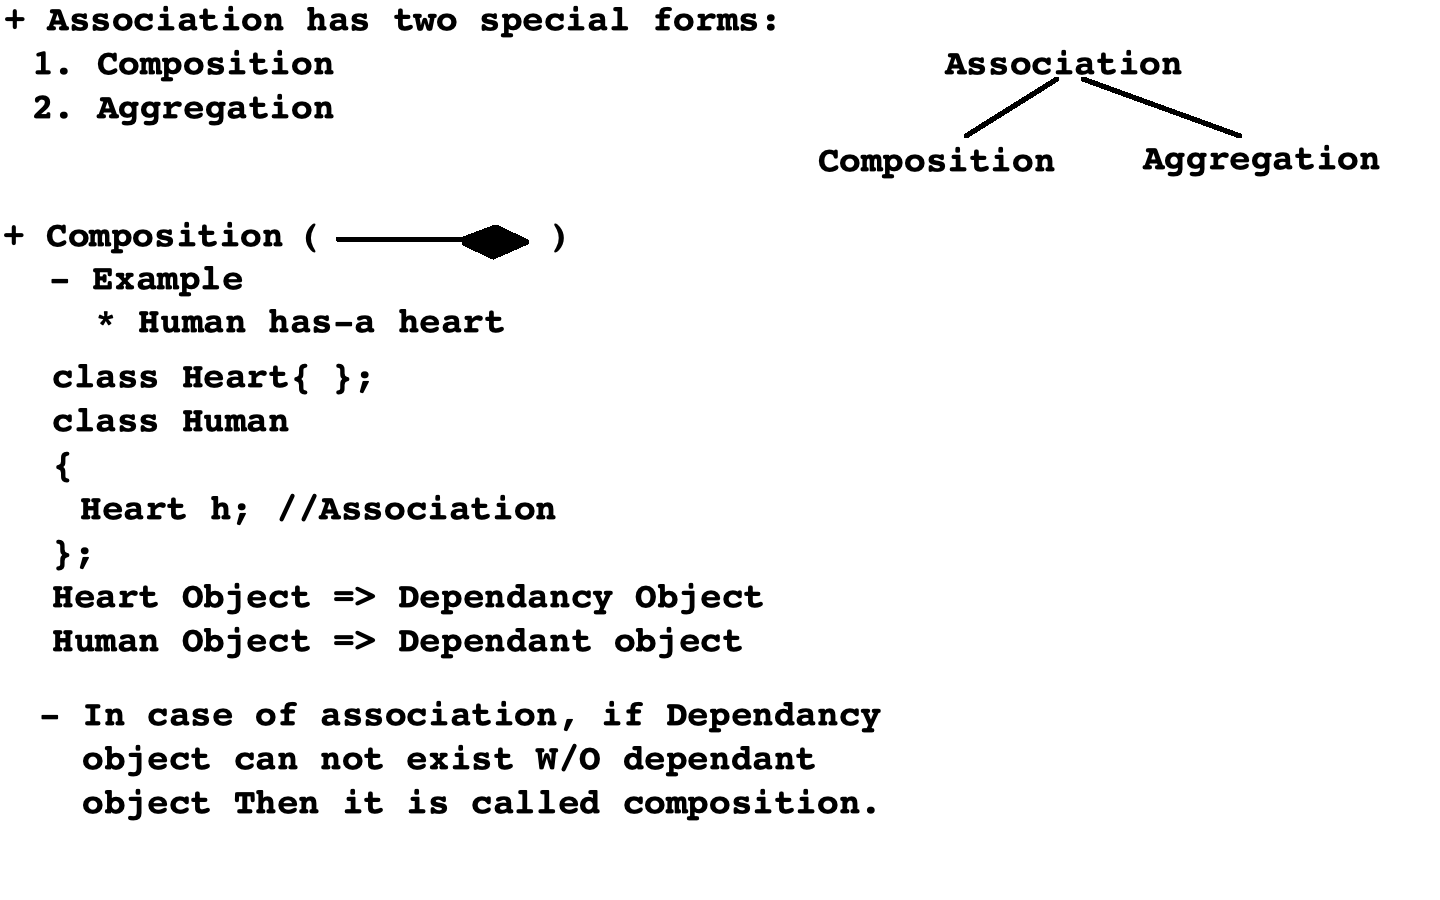 + Association has two special forms:
1. Composition
2. Aggregation
Association
Composition
Aggregation
+ Composition ( )
- Example
* Human has-a heart
class Heart{ };
class Human
{
Heart h; //Association
};
Heart Object => Dependancy Object
Human Object => Dependant object
- In case of association, if Dependancy
object can not exist W/O dependant
object Then it is called composition.